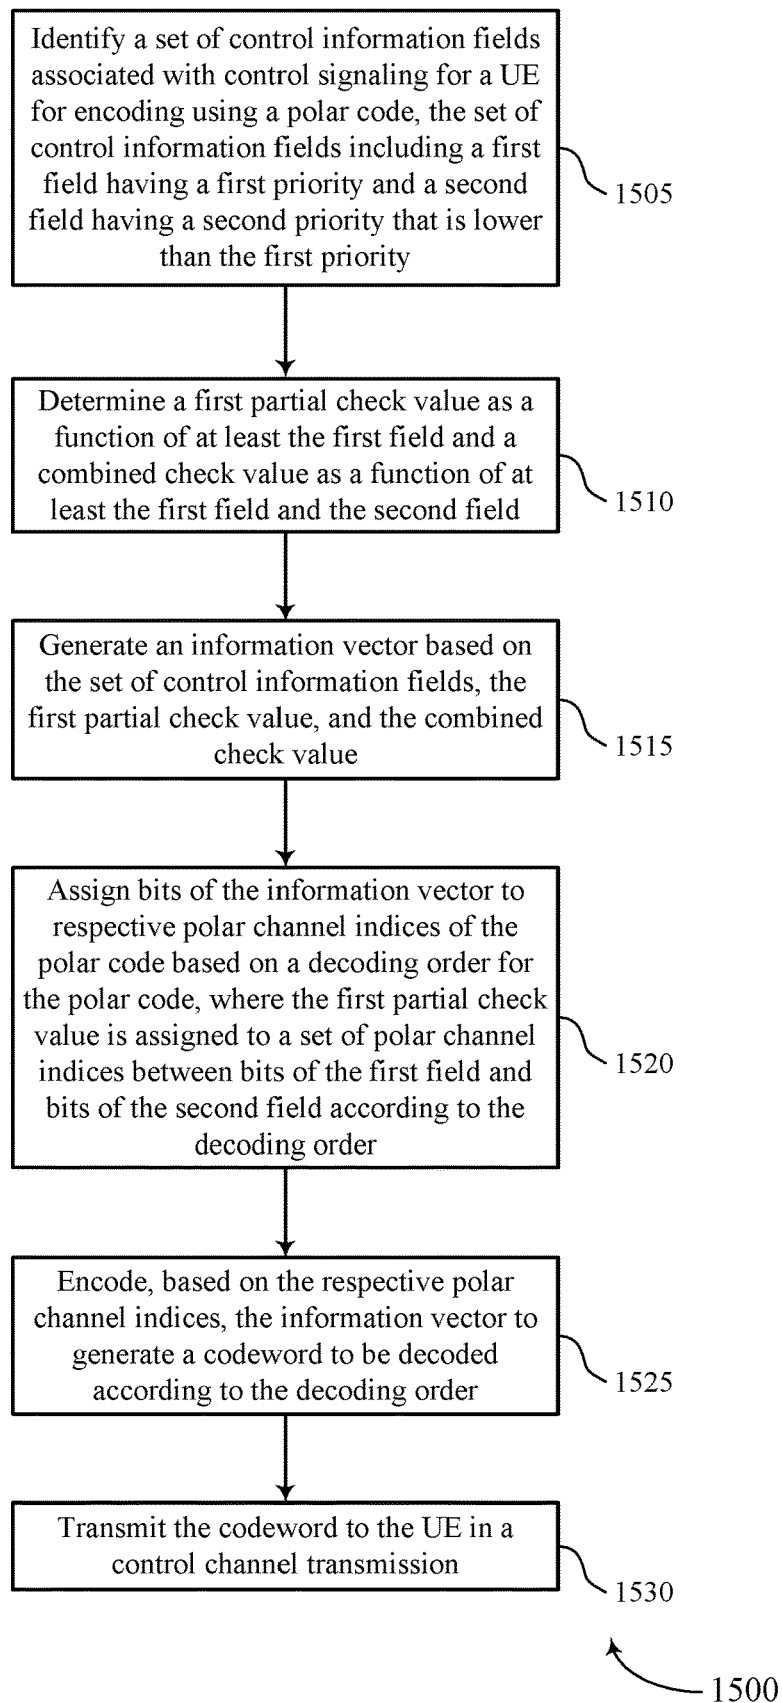 Identify a set of control information fields
associated with control signaling for a UE
for encoding using a polar code, the set of
control information fields including a first
field having a first priority and a second
field having a second priority that is lower
than the first priority
1505
Determine a first partial check value as a
function of at least the first field and a
combined check value as a function of at
least the first field and the second field
1510
Generate an information vector based on
the set of control information fields, the
first partial check value, and the combined
check value
1515
Assign bits of the information vector to
respective polar channel indices of the
polar code based on a decoding order for
the polar code, where the first partial check
value is assigned to a set of polar channel
indices between bits of the first field and
bits of the second field according to the
decoding order
1520
Encode, based on the respective polar
channel indices, the information vector to
generate a codeword to be decoded
according to the decoding order
1525
Transmit the codeword to the UE in a
control channel transmission
1530
1500